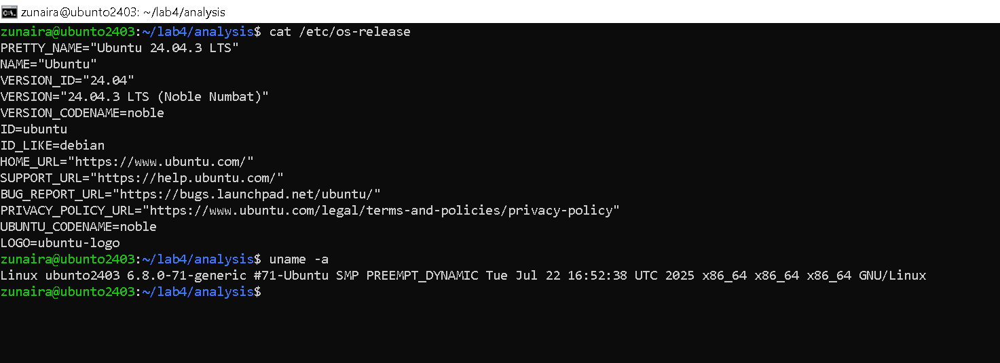 zunaira@ubunto2403: ~/lab4/analysis
zunaira@ubunto2403:~/lab4/analysis$ cat /etc/os-release
PRETTY_NAME="Ubuntu 24.04.3 LTS"
NAME="Ubuntu"
VERSION_ID="24.04"
VERSION="24.04.3 LTS (Noble Numbat)"
VERSION_CODENAME=noble
ID=ubuntu
ID_LIKE=debian
HOME_URL="https://www.ubuntu.com/"
SUPPORT_URL="https://help.ubuntu.com/"
BUG_REPORT_URL="https://bugs.launchpad.net/ubuntu/"
PRIVACY_POLICY_URL="https://www.ubuntu.com/legal/terms-and-policies/privacy-policy"
UBUNTU_CODENAME=noble
LOGO=ubuntu-logo
zunaira@ubunto2403:~/lab4/analysis$ uname -a
Linux ubunto2403 6.8.0-71-generic #71-Ubuntu SMP PREEMPT_DYNAMIC Tue Jul 22 16:52:38 UTC 2025 x86_64 x86_64 x86_64 GNU/Linux
zunaira@ubunto2403:~/lab4/analysis$